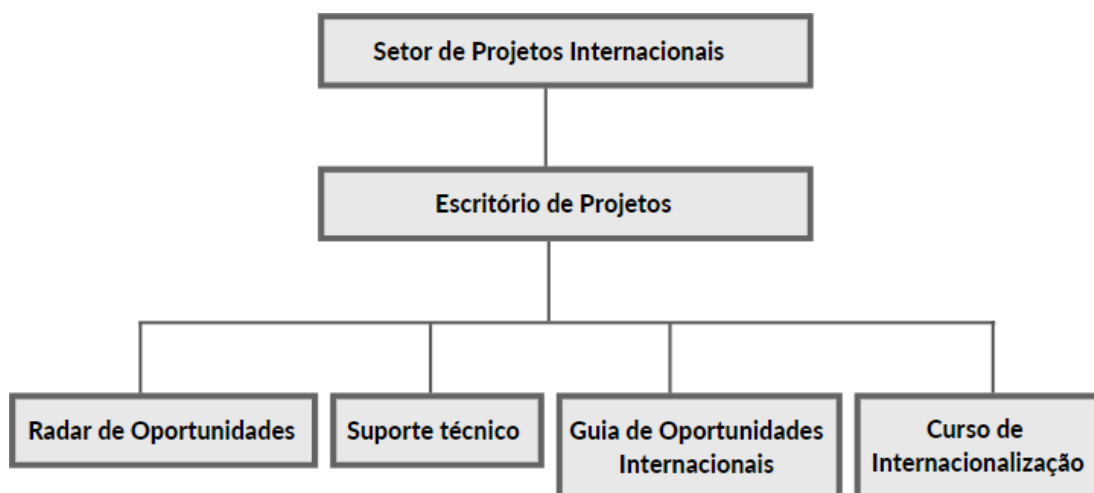 Setor de Projetos Internacionais
Escritório de Projetos
Radar de Oportunidades
Suporte técnico
Guia de Oportunidades
Internacionais
Curso de
Internacionalização